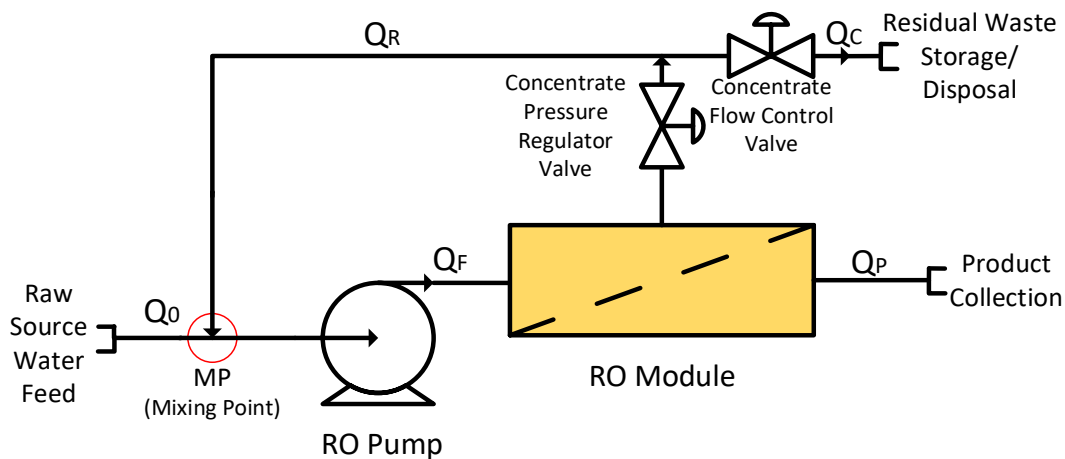 QR
QC
Residual Waste
Storage/
Disposal
Concentrate
Pressure
Regulator
Valve
Concentrate
Flow Control
Valve
Raw
Source
Water
Feed
Q0
MP
(Mixing Point)
QF
RO Pump
RO Module
QP
Product
Collection